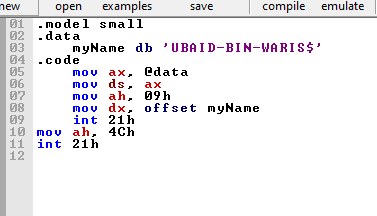 new open examples save compile emulate
01 .model small
02 .data
03 myName db 'UBAID-BIN-WARIS$'
04 .code
05 mov ax, @data
06 mov ds, ax
07 mov ah, 09h
08 mov dx, offset myName
09 int 21h
10 mov ah, 4Ch
11 int 21h
12